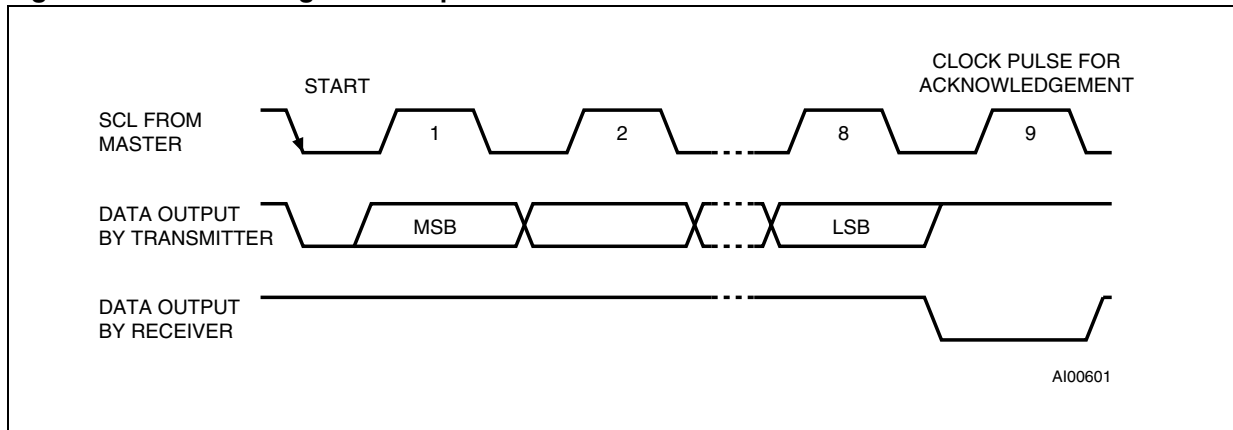 START
CLOCK PULSE FOR
ACKNOWLEDGEMENT
SCL FROM
MASTER
1
2
8
9
DATA OUTPUT
BY TRANSMITTER
MSB
LSB
DATA OUTPUT
BY RECEIVER
AI00601